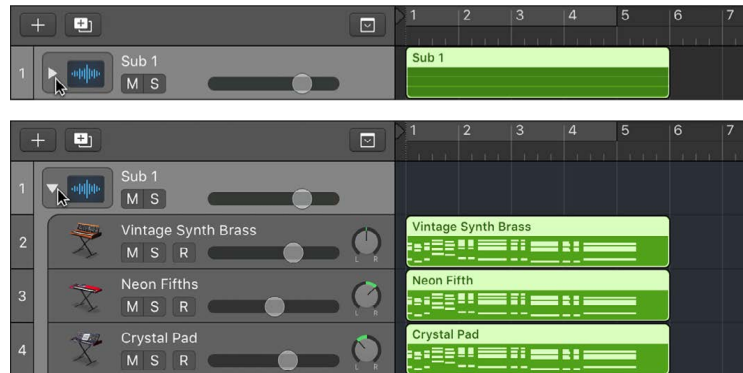 1 2 3 4 5 6 7
1 Sub 1 Sub 1
M S
1 2 3 4 5 6 7
1 Sub 1
M S
2 Vintage Synth Brass Vintage Synth Brass
M S R L R
3 Neon Fifths Neon Fifth
M S R L R
4 Crystal Pad Crystal Pad
M S R L R